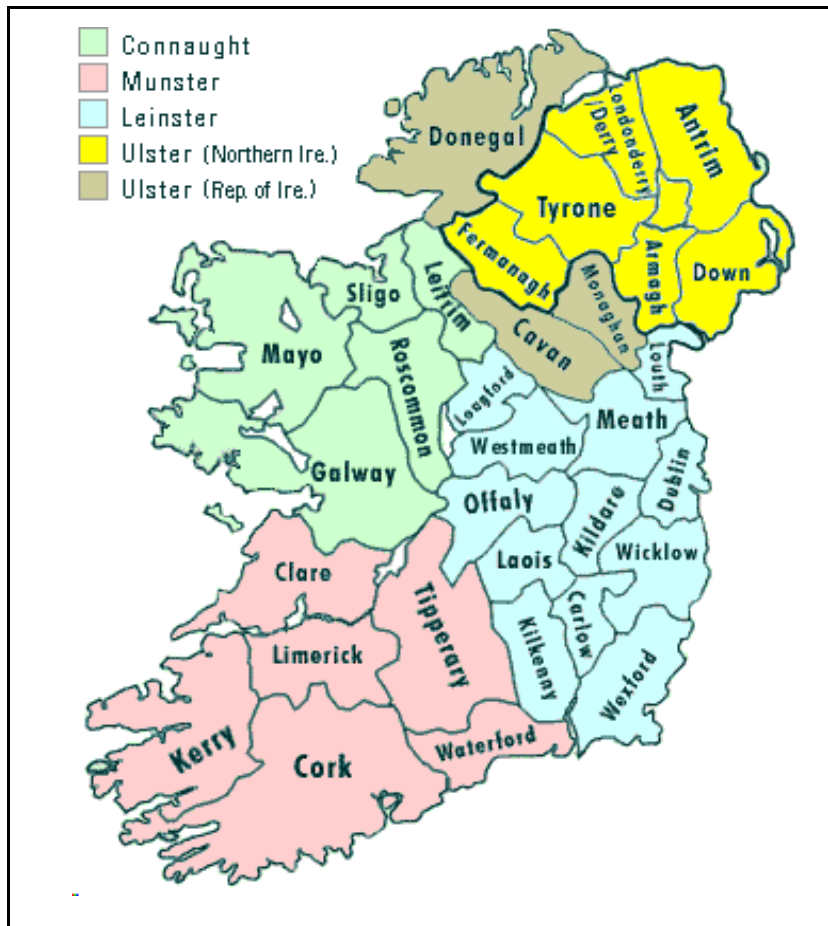 Connaught
Munster
Leinster
Ulster (Northern Ire.)
Ulster (Rep. of Ire.)
Donegal
Londonderry
/Derry
Antrim
Tyrone
Fermanagh
Armagh
Down
Monaghan
Cavan
Leitrim
Sligo
Mayo
Roscommon
Longford
Louth
Meath
Westmeath
Galway
Dublin
Offaly
Kildare
Wicklow
Laois
Clare
Tipperary
Carlow
Kilkenny
Limerick
Wexford
Kerry
Waterford
Cork